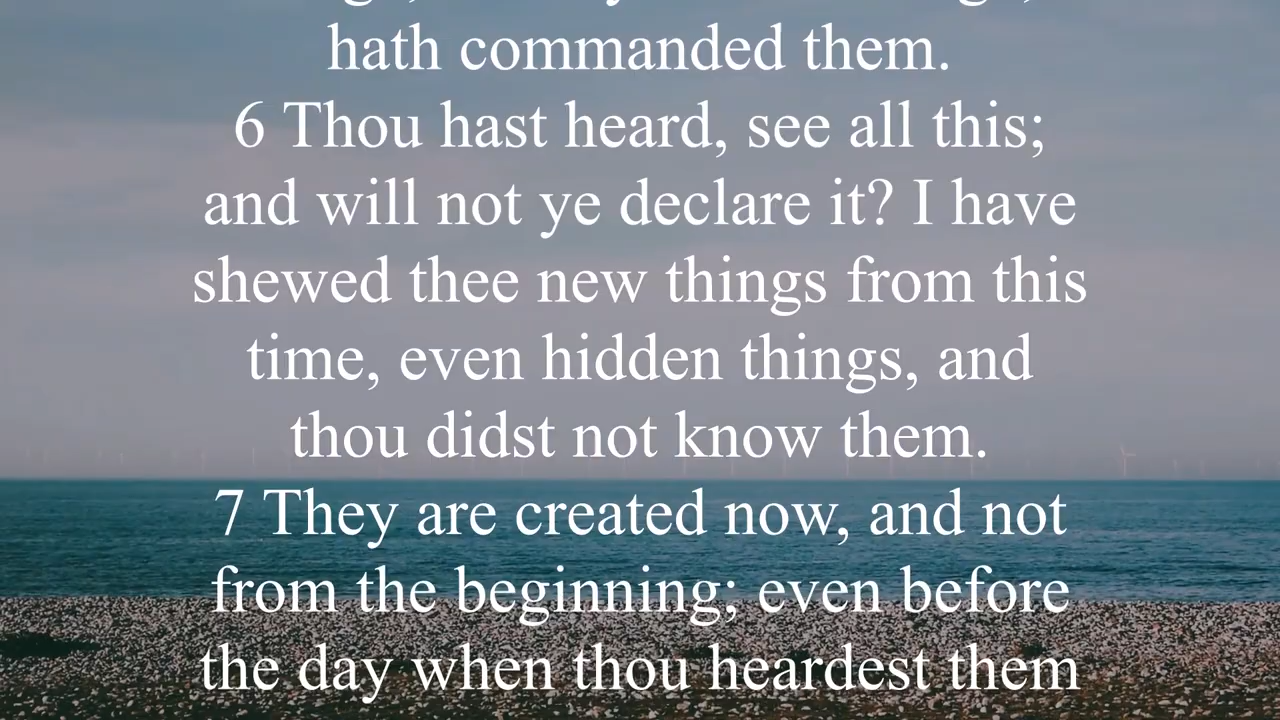 hath commanded them.
6 Thou hast heard, see all this;
and will not ye declare it? I have
shewed thee new things from this
time, even hidden things, and
thou didst not know them.
7 They are created now, and not
from the beginning; even before
the day when thou heardest them